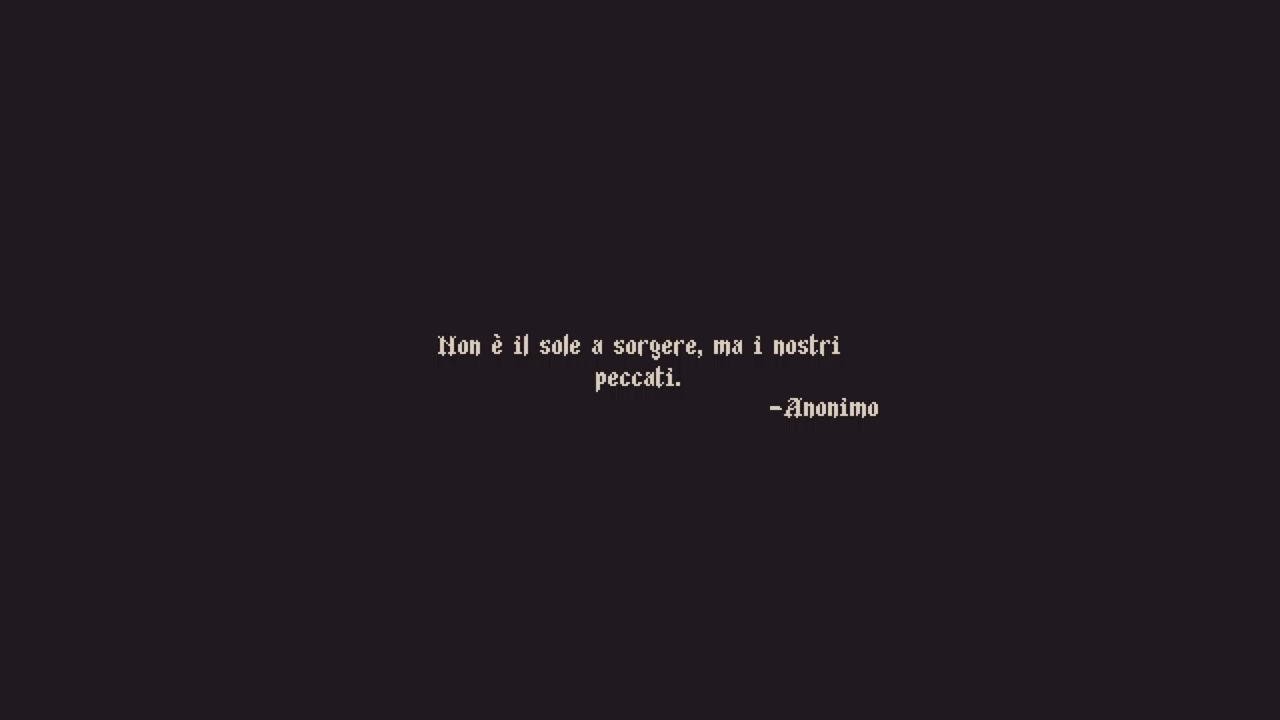 Non è il sole a sorgere, ma i nostri
peccati.
-Anonimo